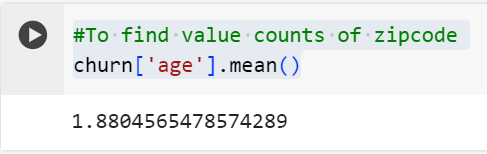 #To find value counts of zipcode
churn['age'].mean()
1.8804565478574289